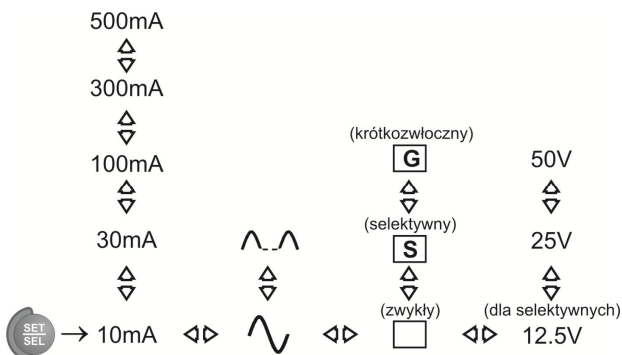 500mA
300mA
(krótkozwłoczny)
100mA G 50V
(selektywny)
30mA S 25V
(zwykły) (dla selektywnych)
SET
SEL
10mA 12.5V